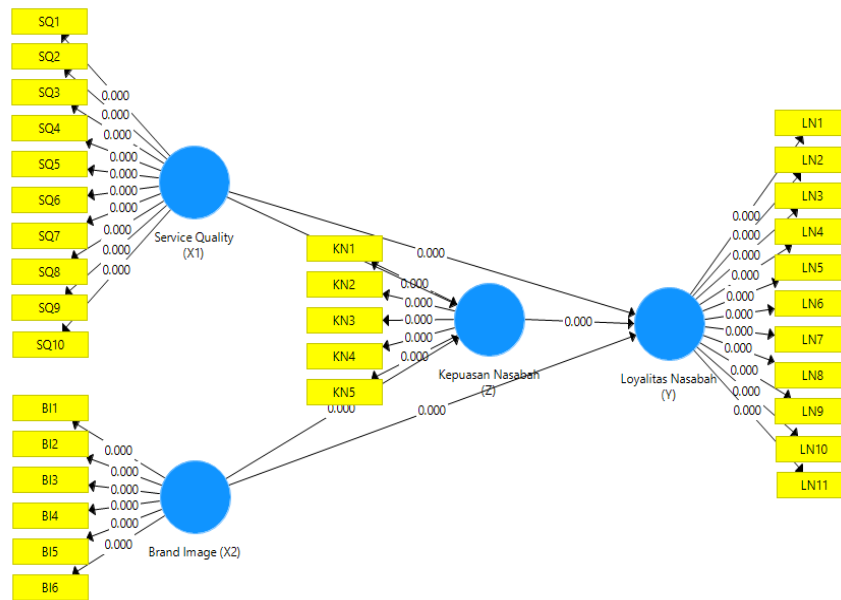 SQ1
SQ2
SQ3
SQ4
SQ5
SQ6
SQ7
SQ8
SQ9
SQ10
0.000
0.000
0.000
0.000
0.000
0.000
0.000
0.000
0.000
0.000
Service Quality
(X1)
BI1
BI2
BI3
BI4
BI5
BI6
0.000
0.000
0.000
0.000
0.000
0.000
Brand Image (X2)
KN1
KN2
KN3
KN4
KN5
0.000
0.000
0.000
0.000
0.000
0.000
0.000
0.000
0.000
Kepuasan Nasabah
(Z)
Loyalitas Nasabah
(Y)
0.000
0.000
0.000
0.000
0.000
0.000
0.000
0.000
0.000
0.000
0.000
LN1
LN2
LN3
LN4
LN5
LN6
LN7
LN8
LN9
LN10
LN11